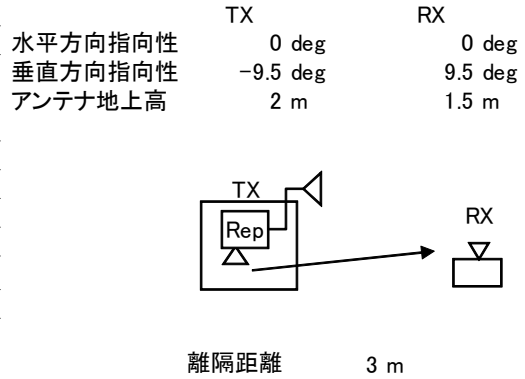 TX RX
水平方向指向性 0 deg 0 deg
垂直方向指向性 -9.5 deg 9.5 deg
アンテナ地上高 2 m 1.5 m
TX
Rep
RX
離隔距離 3 m